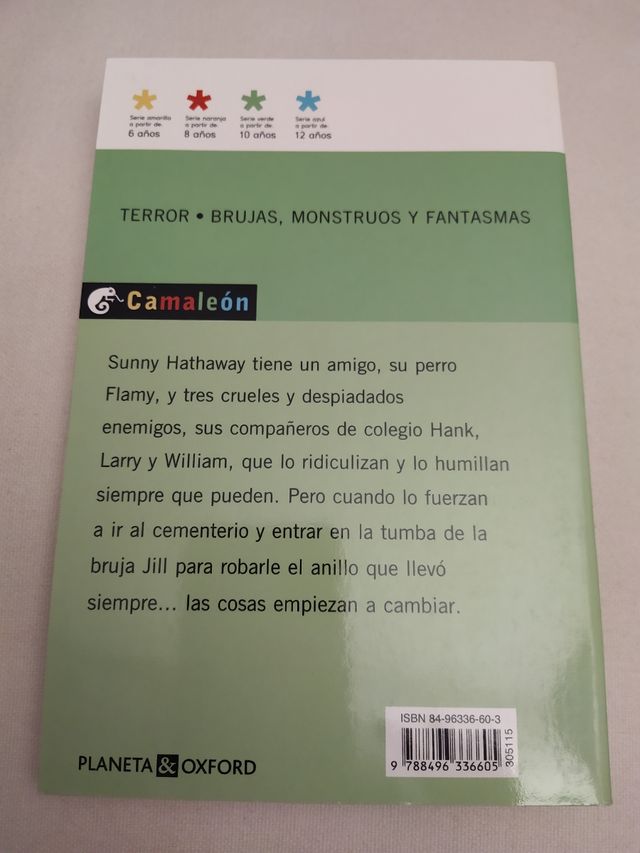 Serie amarilla
a partir de:
6 años
Serie naranja
a partir de:
8 años
Serie verde
a partir de:
10 años
Serie azul
a partir de:
12 años
TERROR • BRUJAS, MONSTRUOS Y FANTASMAS
Camaleón
Sunny Hathaway tiene un amigo, su perro
Flamy, y tres crueles y despiadados
enemigos, sus compañeros de colegio Hank,
Larry y William, que lo ridiculizan y lo humillan
siempre que pueden. Pero cuando lo fuerzan
a ir al cementerio y entrar en la tumba de la
bruja Jill para robarle el anillo que llevó
siempre... las cosas empiezan a cambiar.
ISBN 84-96336-60-3
9 788496 336605
305115
PLANETA & OXFORD